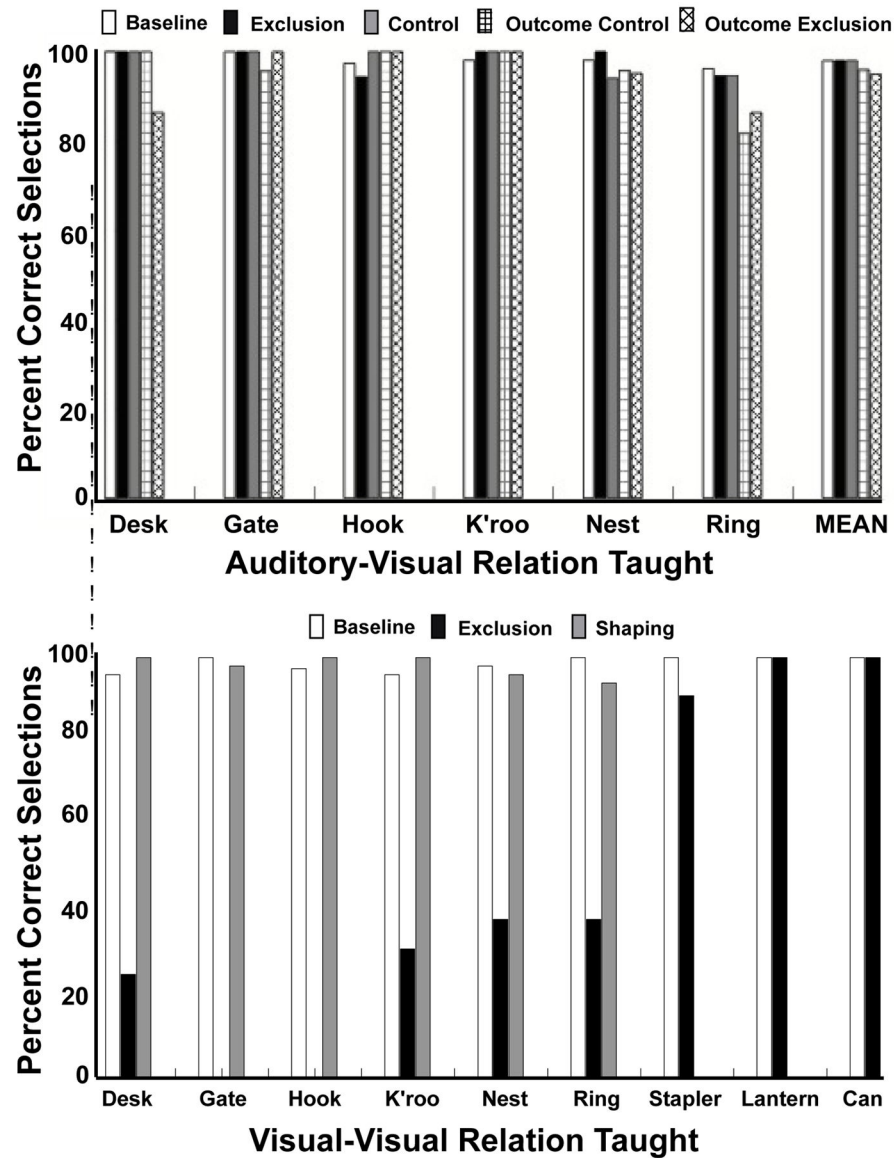 Baseline Exclusion Control Outcome Control Outcome Exclusion
Percent Correct Selections
100
80
60
40
20
0
Desk Gate Hook K'roo Nest Ring MEAN
Auditory-Visual Relation Taught
Baseline Exclusion Shaping
Percent Correct Selections
100
80
60
40
20
0
Desk Gate Hook K'roo Nest Ring Stapler Lantern Can
Visual-Visual Relation Taught